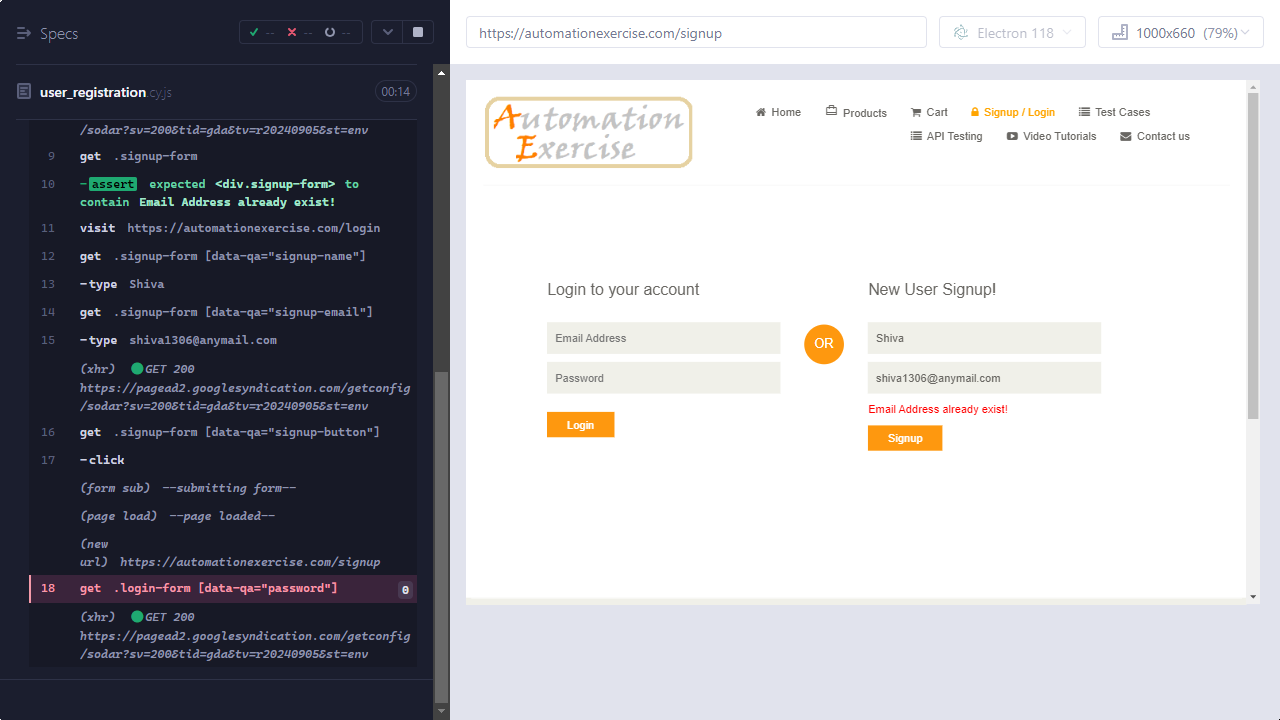 Specs
-- -- --
user_registration.cy.js 00:14
/sodar?sv=200&tid=gda&tv=r20240905&st=env
9 get .signup-form
10 -assert expected <div.signup-form> to
contain Email Address already exist!
11 visit https://automationexercise.com/login
12 get .signup-form [data-qa="signup-name"]
13 -type Shiva
14 get .signup-form [data-qa="signup-email"]
15 -type shiva1306@anymail.com
(xhr) GET 200
https://pagead2.googlesyndication.com/getconfig
/sodar?sv=200&tid=gda&tv=r20240905&st=env
16 get .signup-form [data-qa="signup-button"]
17 -click
(form sub) --submitting form--
(page load) --page loaded--
(new
url) https://automationexercise.com/signup
18 get .login-form [data-qa="password"] 0
(xhr) GET 200
https://pagead2.googlesyndication.com/getconfig
/sodar?sv=200&tid=gda&tv=r20240905&st=env
https://automationexercise.com/signup
Electron 118
1000x660 (79%)
Automation
Exercise
Home Products Cart Signup / Login Test Cases
API Testing Video Tutorials Contact us
Login to your account
Email Address
Password
Login
OR
New User Signup!
Shiva
shiva1306@anymail.com
Email Address already exist!
Signup